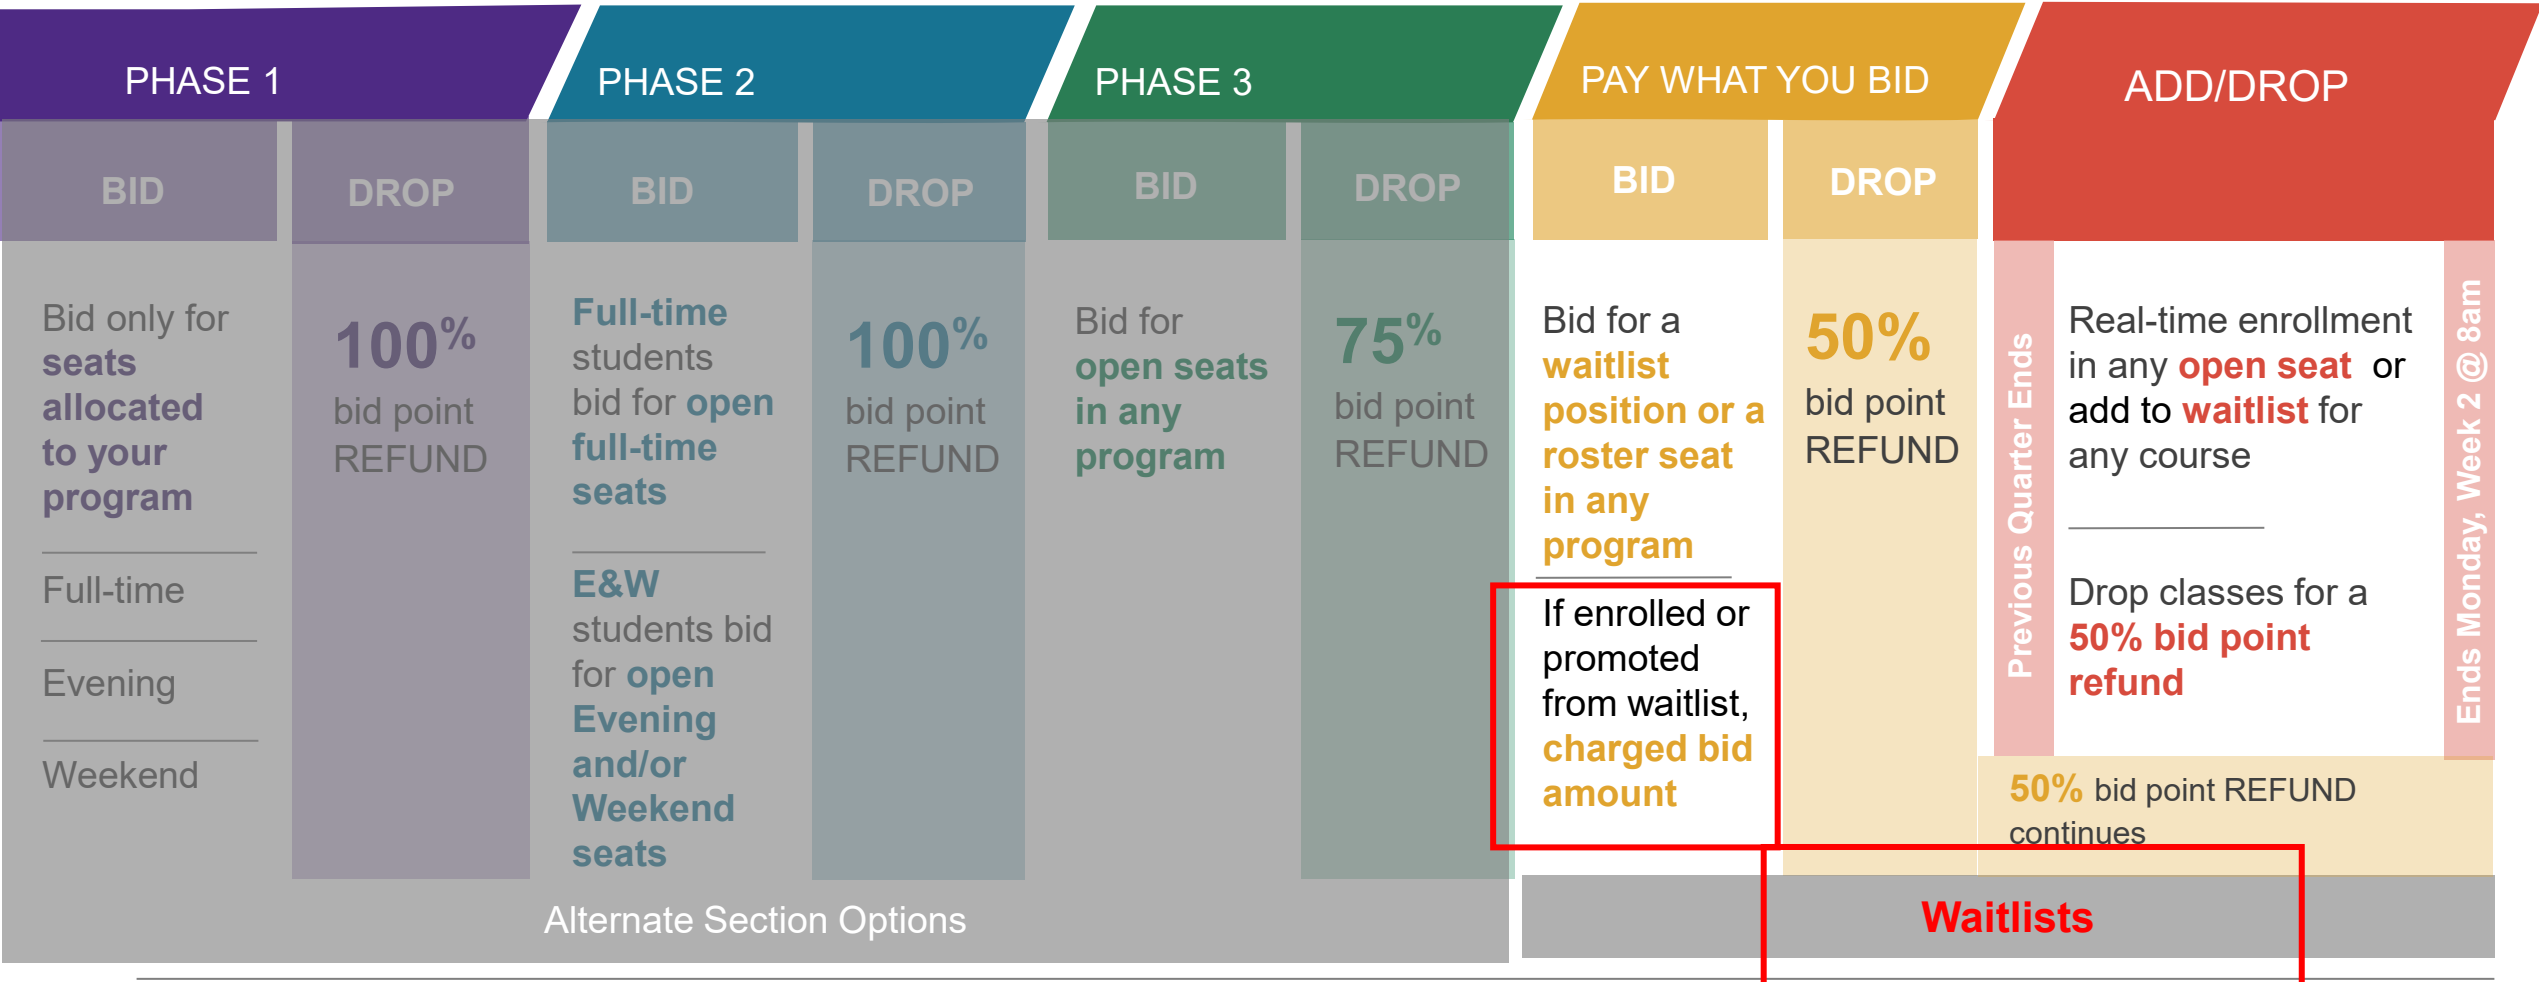 PHASE 1
BID
DROP
Bid only for
seats
allocated
to your
program
Full-time
Evening
Weekend
100%
bid point
REFUND
PHASE 2
BID
DROP
Full-time
students
bid for open
full-time
seats
E&W
students bid
for open
Evening
and/or
Weekend
seats
100%
bid point
REFUND
PHASE 3
BID
DROP
Bid for
open seats
in any
program
75%
bid point
REFUND
Alternate Section Options
PAY WHAT YOU BID
BID
DROP
Bid for a
waitlist
position or a
roster seat
in any
program
If enrolled or
promoted
from waitlist,
charged bid
amount
50%
bid point
REFUND
ADD/DROP
Previous Quarter Ends
Real-time enrollment
in any open seat or
add to waitlist for
any course
Drop classes for a
50% bid point
refund
Ends Monday, Week 2 @ 8am
50% bid point REFUND
continues
Waitlists